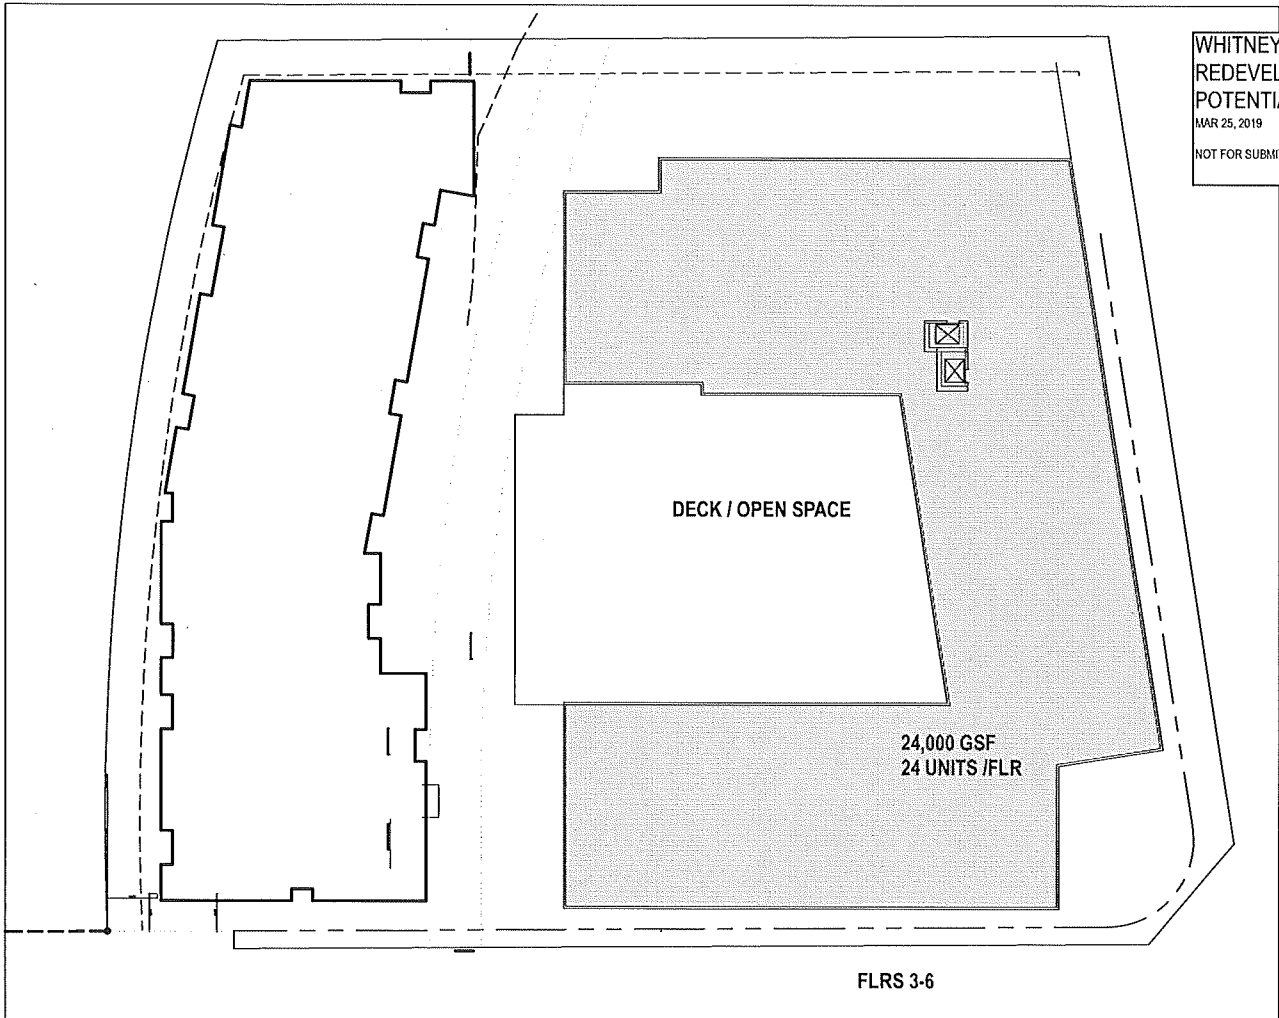 WHITNEY
REDEVEL
POTENTIA
MAR 25, 2019
NOT FOR SUBMI
DECK / OPEN SPACE
24,000 GSF
24 UNITS /FLR
FLRS 3-6